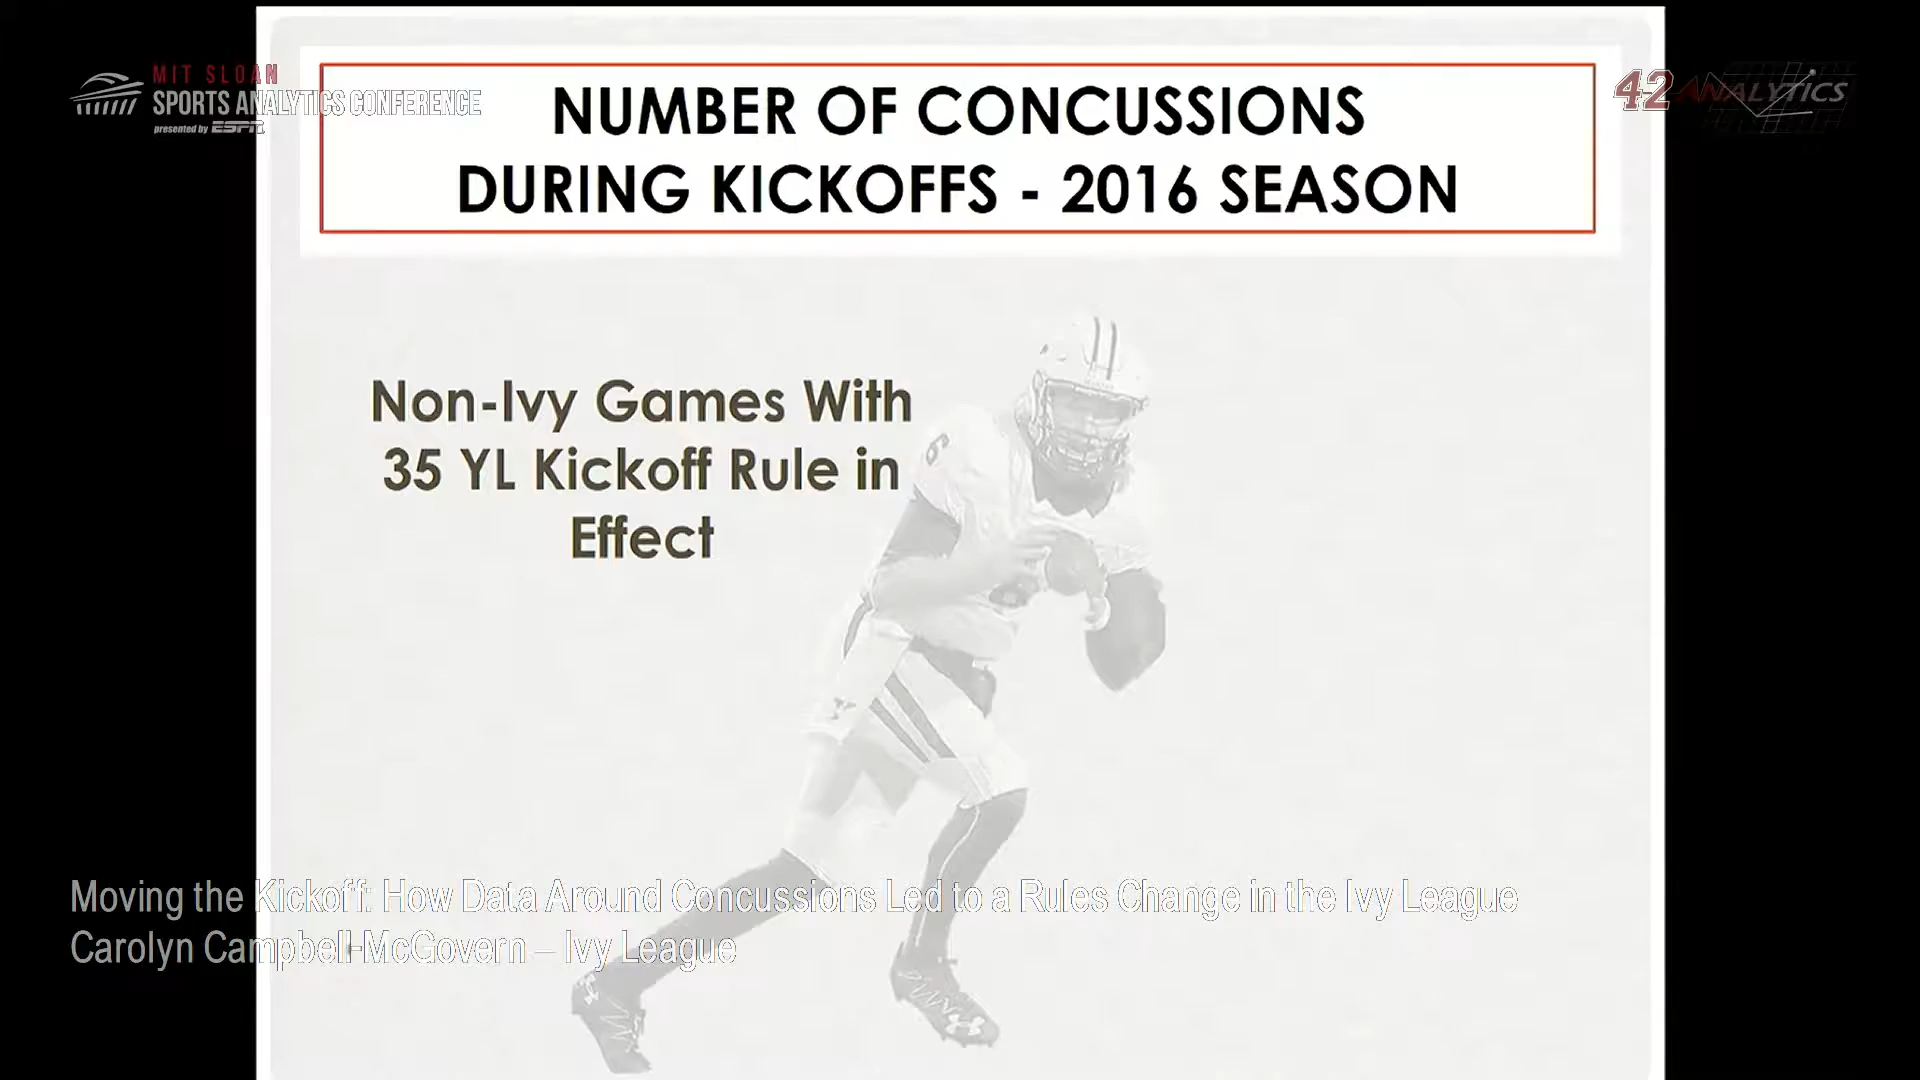 MIT SLOAN
SPORTS ANALYTICS CONFERENCE
presented by ESPN
42 ANALYTICS
NUMBER OF CONCUSSIONS
DURING KICKOFFS - 2016 SEASON
Non-Ivy Games With
35 YL Kickoff Rule in
Effect
6
Moving the Kickoff: How Data Around Concussions Led to a Rules Change in the Ivy League
Carolyn Campbell-McGovern – Ivy League